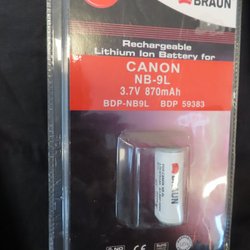 BRAUN
Rechargeable
Lithium Ion Battery for
CANON
NB-9L
3.7V 870mAh
BDP-NB9L BDP 59383
BRAUN